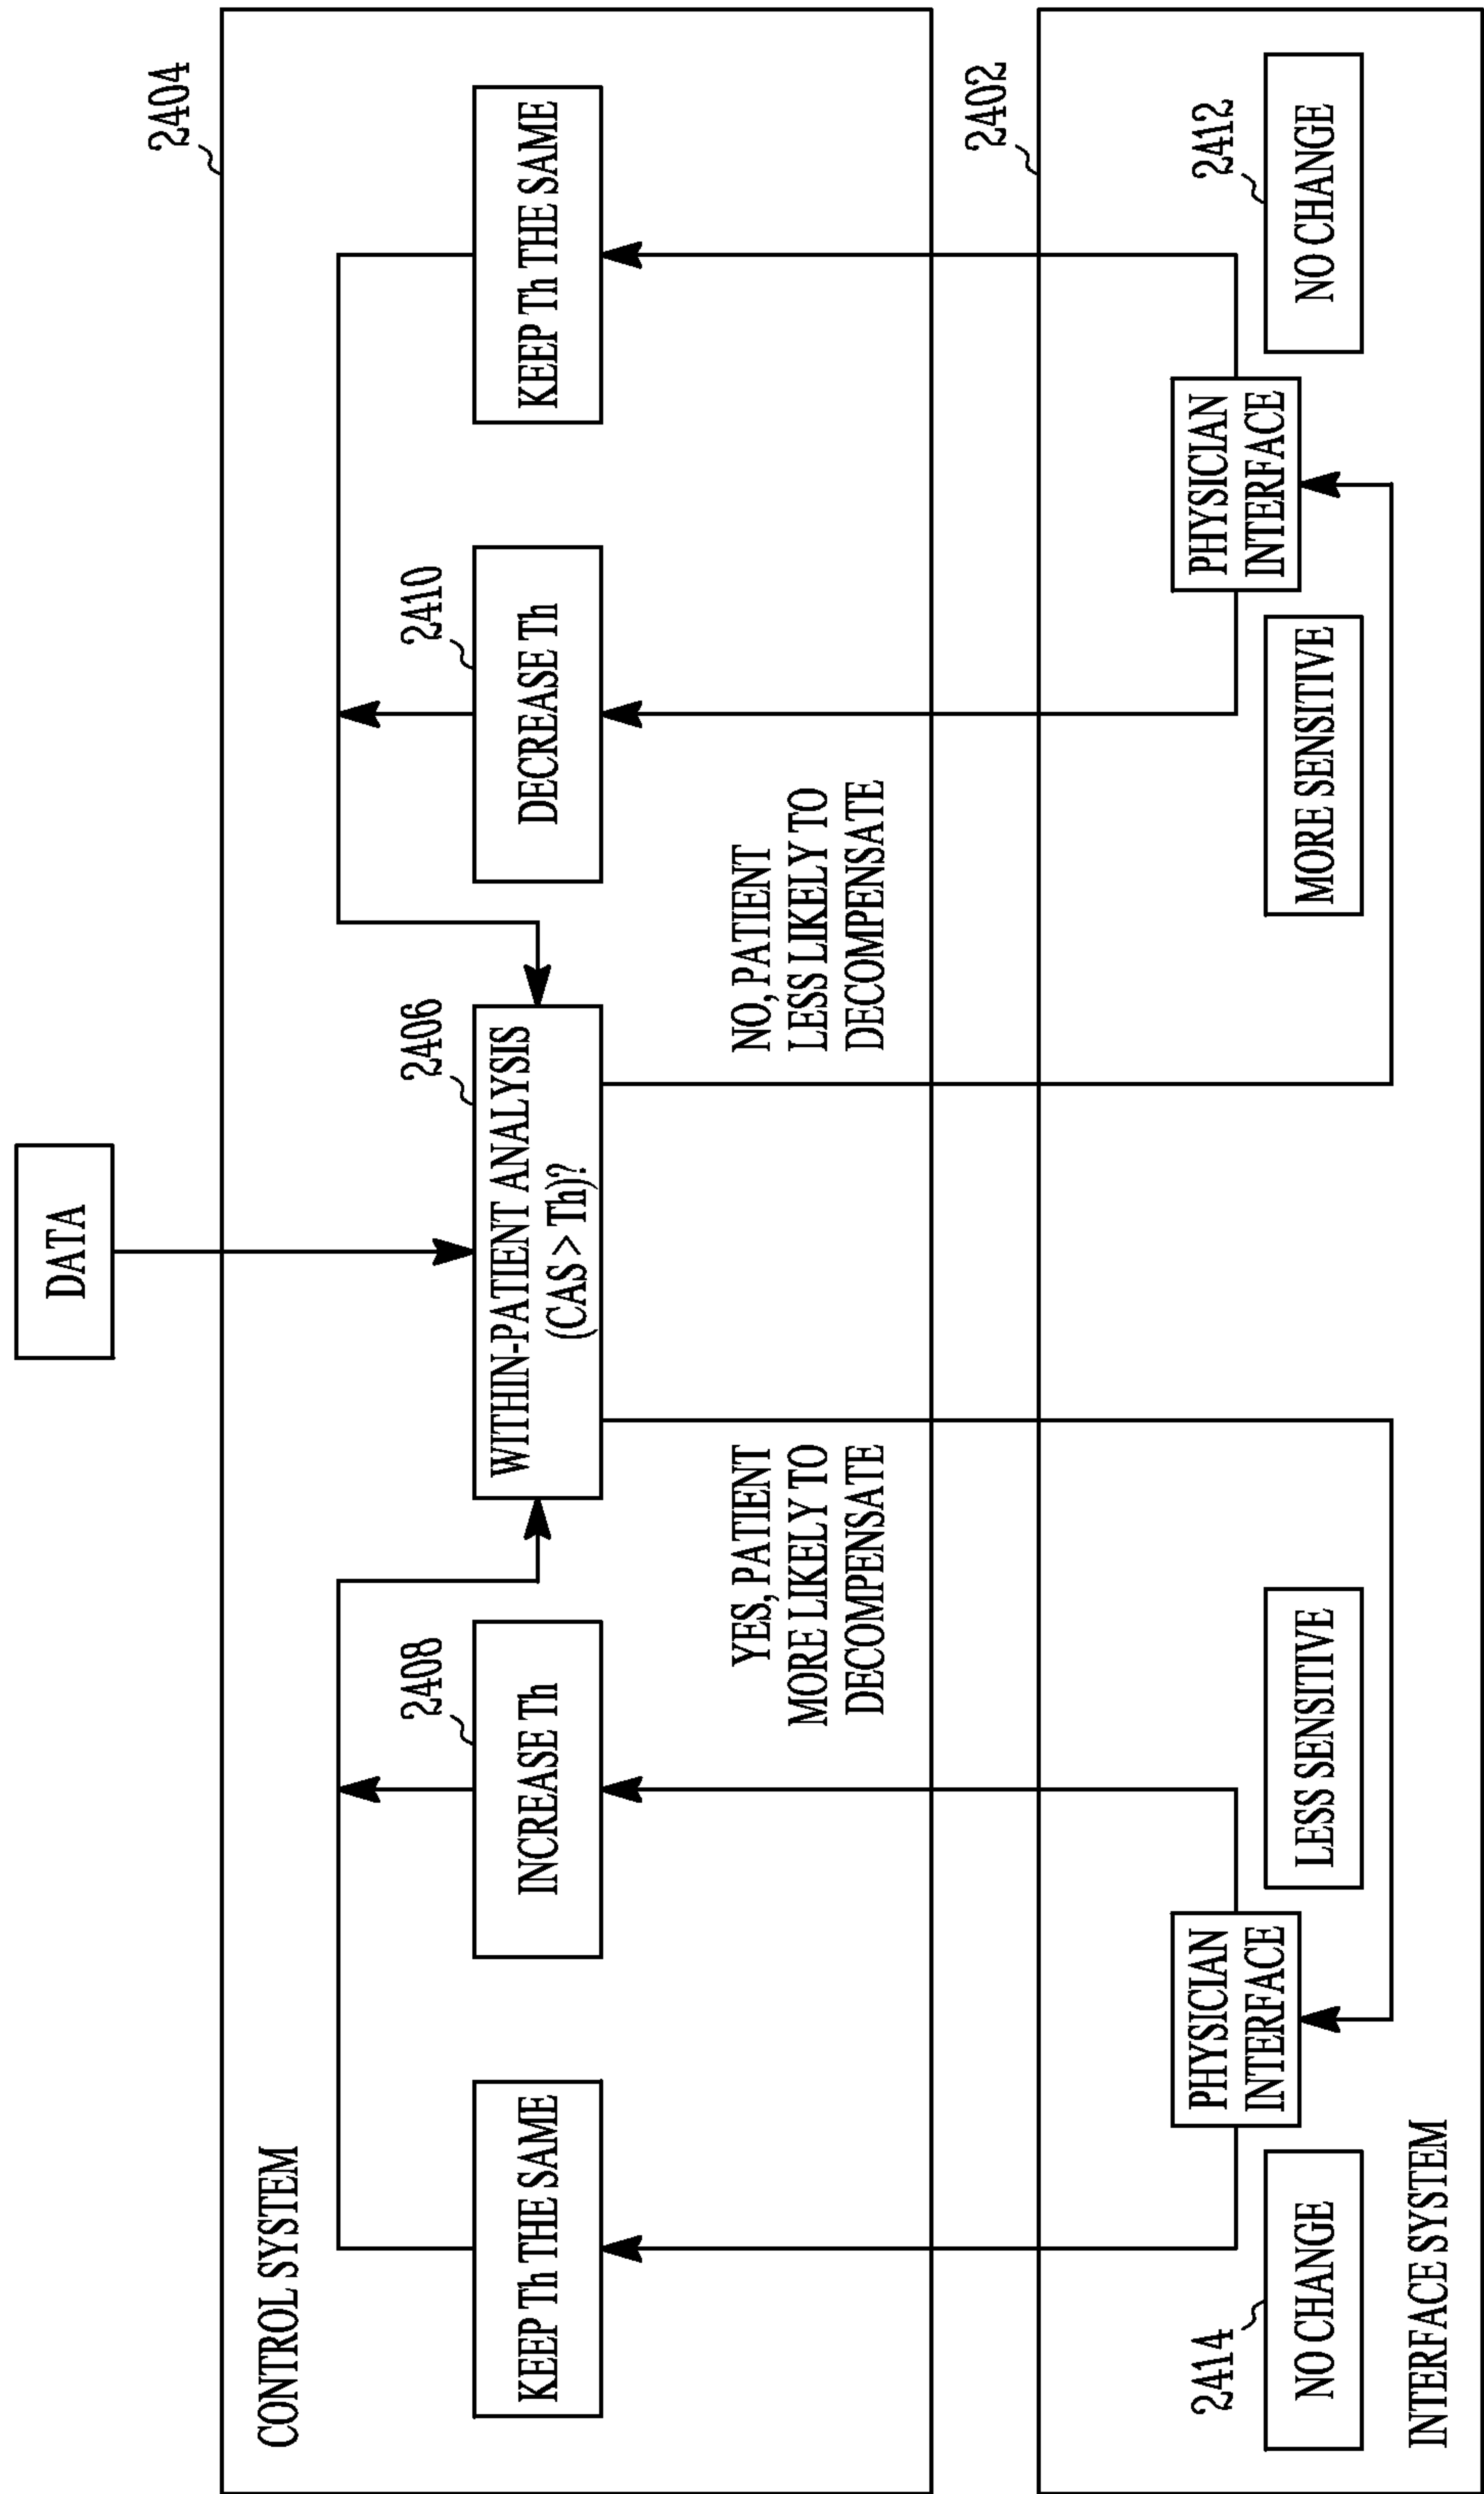 DATA
2404
CONTROL SYSTEM
2408
2406
2410
KEEP Th THE SAME
INCREASE Th
WITHIN-PATIENT ANALYSIS
(CAS > Th)?
DECREASE Th
KEEP Th THE SAME
YES, PATIENT
MORE LIKELY TO
DECOMPENSATE
NO, PATIENT
LESS LIKELY TO
DECOMPENSATE
2402
2414
PHYSICIAN
INTERFACE
PHYSICIAN
INTERFACE
2412
NO CHANGE
LESS SENSITIVE
MORE SENSITIVE
NO CHANGE
INTERFACE SYSTEM